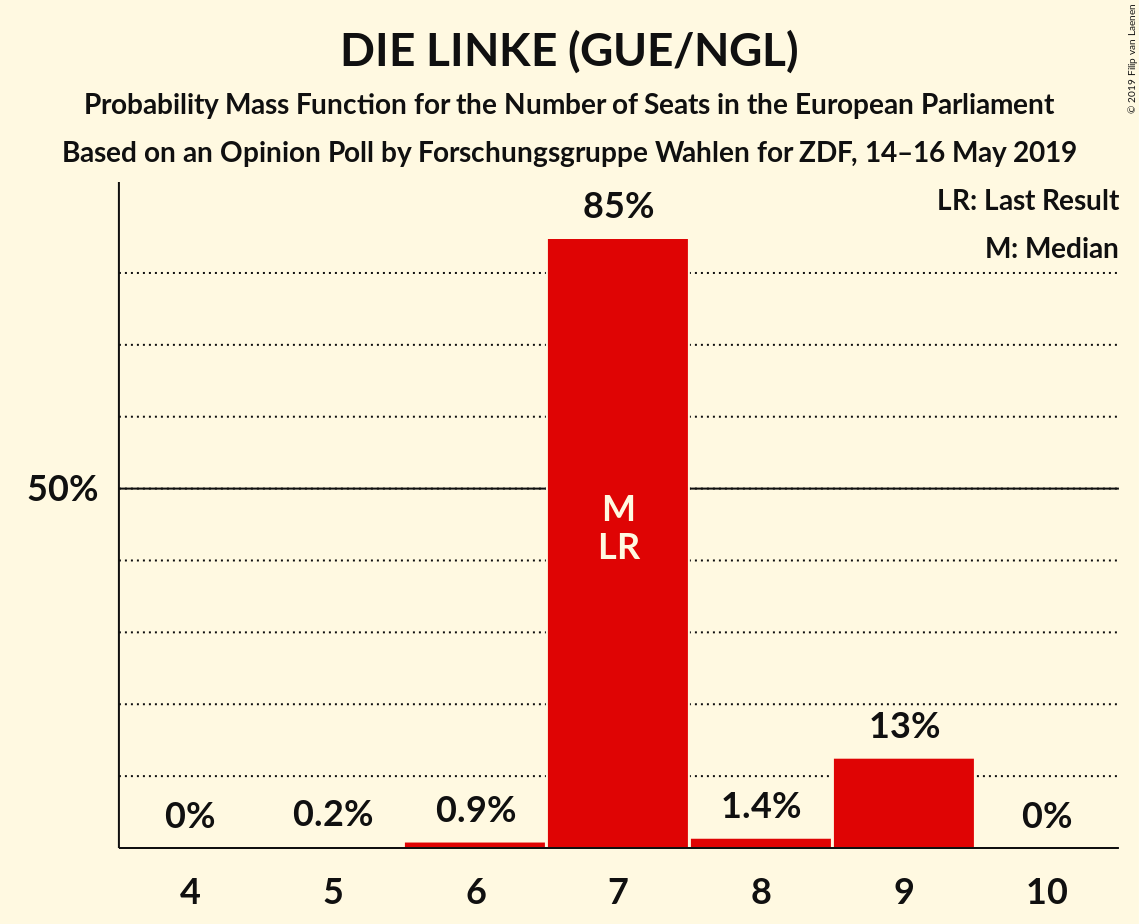 DIE LINKE (GUE/NGL)
Probability Mass Function for the Number of Seats in the European Parliament
Based on an Opinion Poll by Forschungsgruppe Wahlen for ZDF, 14–16 May 2019
© 2019 Filip van Laenen
LR: Last Result
M: Median
85%
50%
M
LR
13%
0%
0.2%
0.9%
1.4%
0%
4
5
6
7
8
9
10